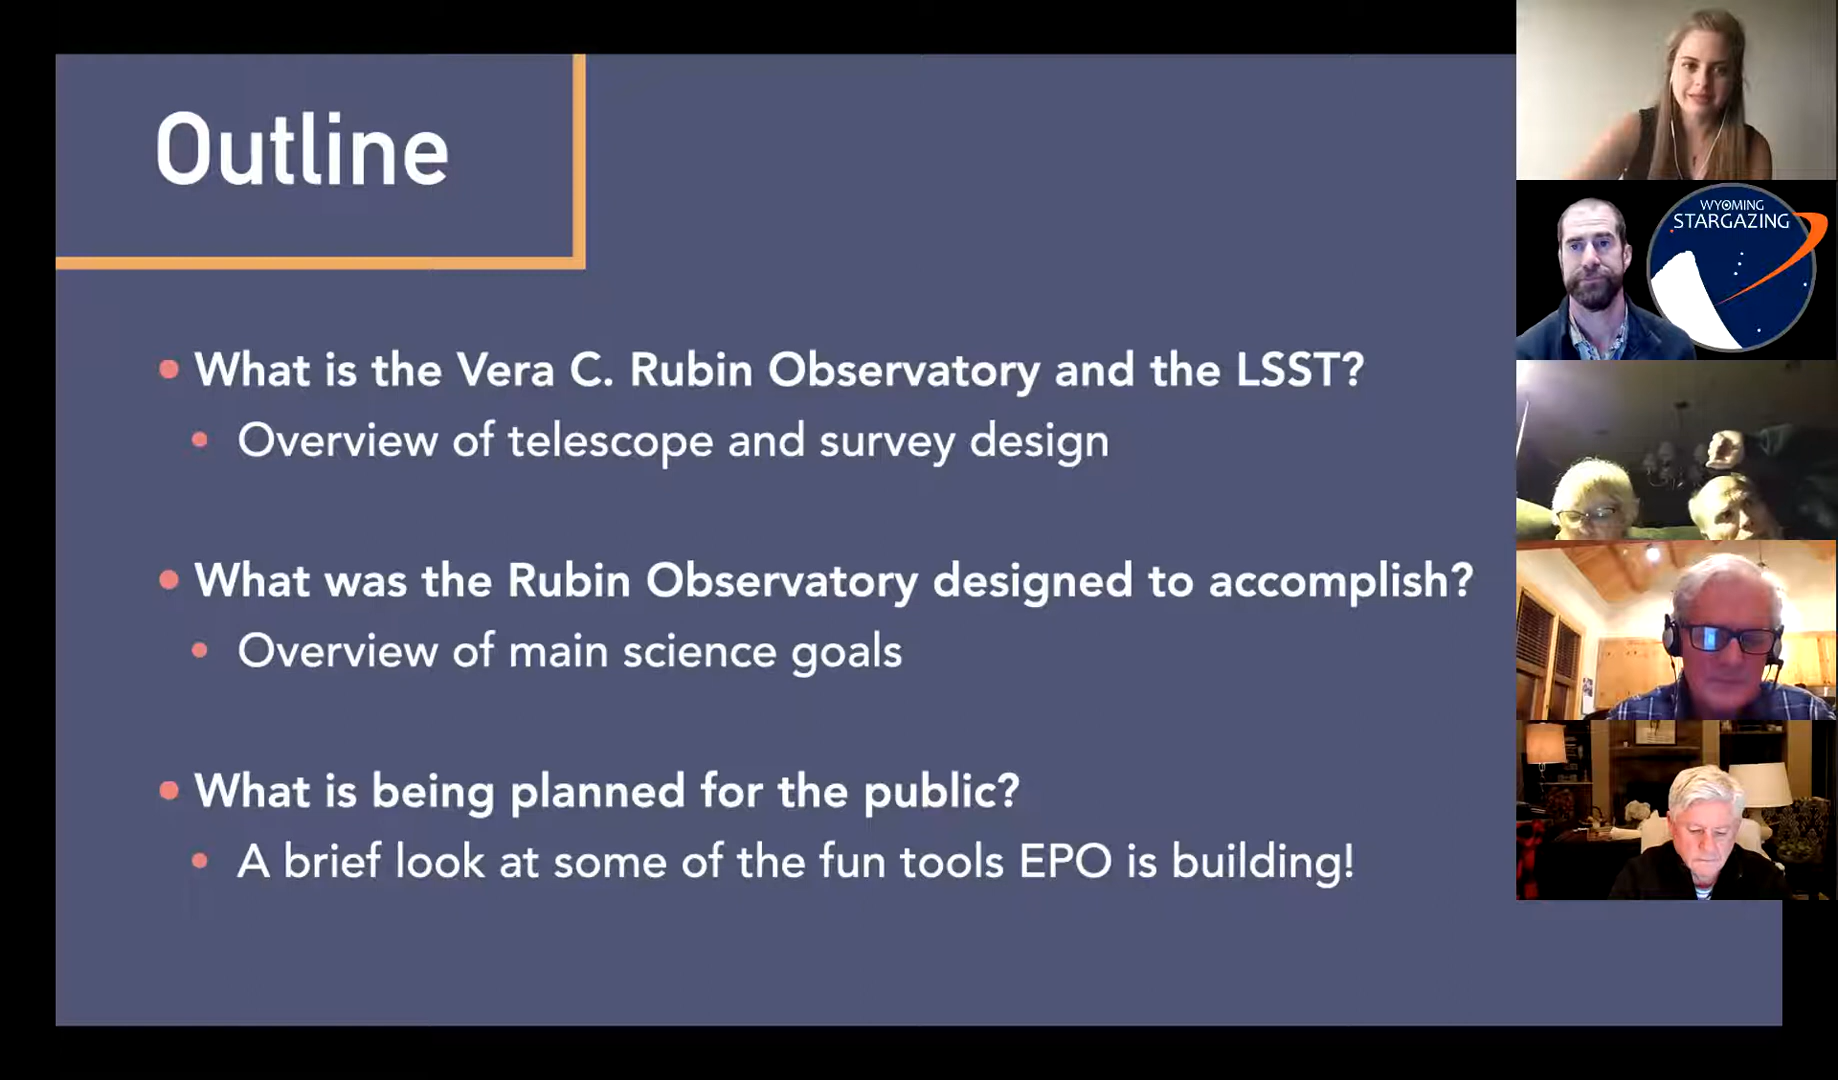 Outline
• What is the Vera C. Rubin Observatory and the LSST?
• Overview of telescope and survey design
• What was the Rubin Observatory designed to accomplish?
• Overview of main science goals
• What is being planned for the public?
• A brief look at some of the fun tools EPO is building!
WYOMING
STARGAZING